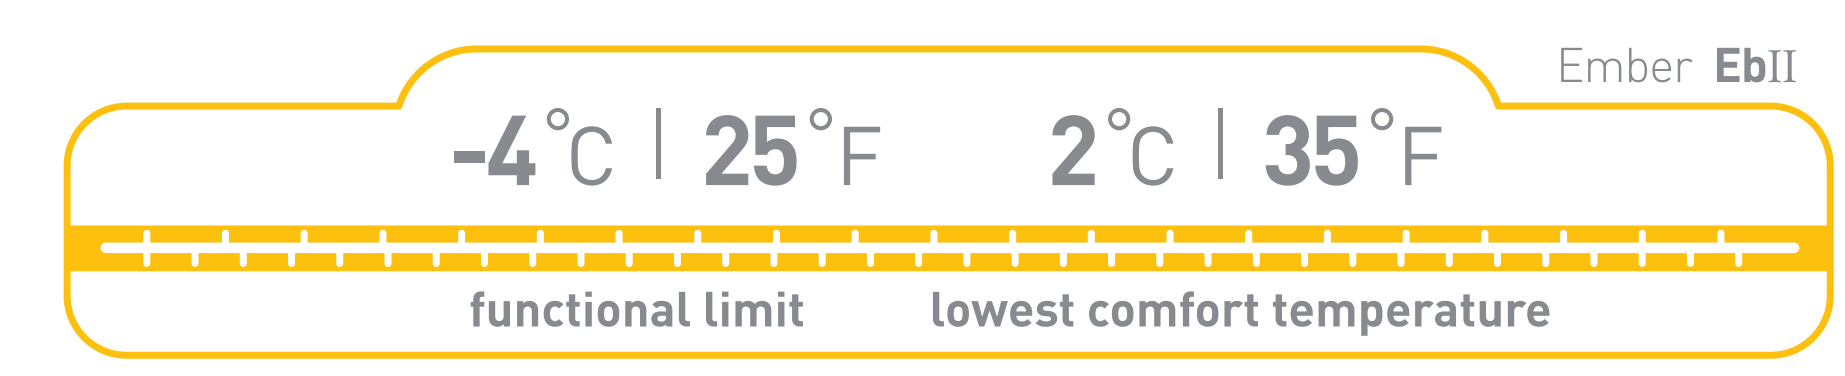 Ember EbII
-4°C | 25°F 2°C | 35°F
functional limit lowest comfort temperature